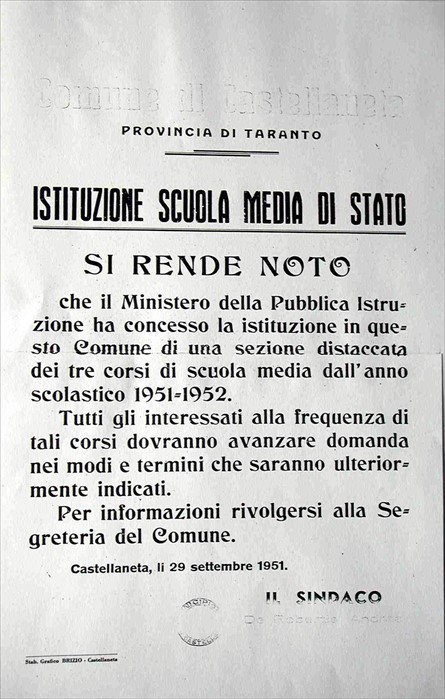 Comune di Castellaneta
PROVINCIA DI TARANTO
ISTITUZIONE SCUOLA MEDIA DI STATO
SI RENDE NOTO
che il Ministero della Pubblica Istru=
zione ha concesso la istituzione in que=
sto Comune di una sezione distaccata
dei tre corsi di scuola media dall'anno
scolastico 1951=1952.
Tutti gli interessati alla frequenza di
tali corsi dovranno avanzare domanda
nei modi e termini che saranno ulterior=
mente indicati.
Per informazioni rivolgersi alla Se=
greteria del Comune.
Castellaneta, li 29 settembre 1951.
IL SINDACO
De
Stab. Grafico BRIZIO - Castellaneta